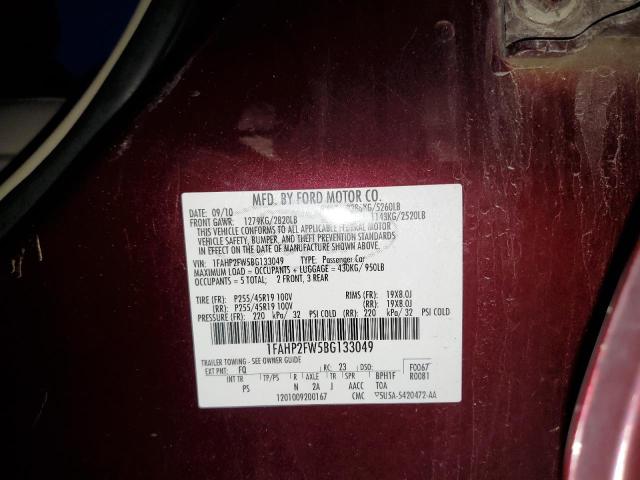 MFD. BY FORD MOTOR CO.
DATE: 09/10 2386KG/5260LB
FRONT GAWR: 1279KG/2820LB 1143KG/2520LB
THIS VEHICLE CONFORMS TO ALL APPLICABLE FEDERAL MOTOR
VEHICLE SAFETY, BUMPER, AND THEFT PREVENTION STANDARDS
IN EFFECT ON THE DATE OF MANUFACTURE SHOWN ABOVE.
VIN: 1FAHP2FW5BG133049 TYPE: Passenger Car
MAXIMUM LOAD = OCCUPANTS + LUGGAGE = 430KG/ 950LB
OCCUPANTS = 5 TOTAL; 2 FRONT, 3 REAR
TIRE (FR): P255/45R19 100V RIMS (FR): 19X8.0J
(RR): P255/45R19 100V (RR): 19X8.0J
PRESSURE (FR): 220 kPa/ 32 PSI COLD (RR): 220 kPa/ 32 PSI COLD
1FAHP2FW5BG133049
TRAILER TOWING - SEE OWNER GUIDE
EXT PNT: FQ RC: 23 DSO: F0067
INT TR TP/PS R AXLE TR SPR BPH1F R0081
N 2A J AACC TOA
1201009200167 CMC 5U5A-5420472-AA